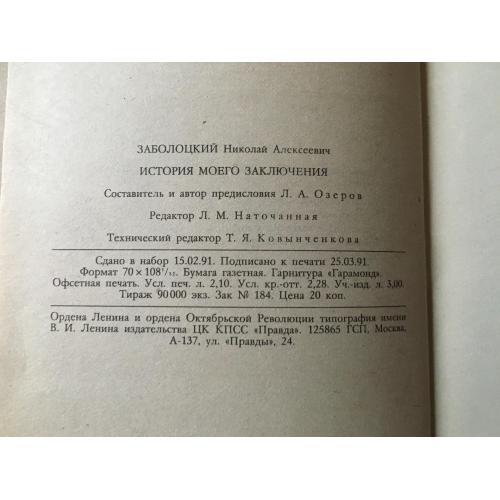 ЗАБОЛОЦКИЙ Николай Алексеевич
ИСТОРИЯ МОЕГО ЗАКЛЮЧЕНИЯ
Составитель и автор предисловия Л. А. Озеров
Редактор Л. М. Наточанная
Технический редактор Т. Я. Ковынченкова
Сдано в набор 15.02.91. Подписано к печати 25.03.91.
Формат 70 × 108¹/₃₂. Бумага газетная. Гарнитура «Гарамонд».
Офсетная печать. Усл. печ. л. 2,10. Усл. кр.-отт. 2,28. Уч.-изд. л. 3,00.
Тираж 90 000 экз. Зак № 184. Цена 20 коп.
Ордена Ленина и ордена Октябрьской Революции типография имени
В. И. Ленина издательства ЦК КПСС «Правда». 125865 ГСП, Москва,
А-137, ул. «Правды», 24.